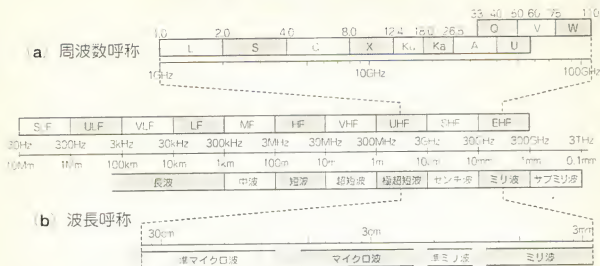 33 40 50 60 75 110
Q V W
1.0 2.0 4.0 8.0 12.4 18.0 26.5
L S C X Ku Ka A U
a 周波数呼称
1GHz 10GHz 100GHz
SLF ULF VLF LF MF HF VHF UHF SHF EHF
30Hz 300Hz 3kHz 30kHz 300kHz 3MHz 30MHz 300MHz 3GHz 30GHz 300GHz 3THz
10Mm 1Mm 100km 10km 1km 100m 10m 1m 10cm 10mm 1mm 0.1mm
長波 中波 短波 超短波 極超短波 センチ波 ミリ波 サブミリ波
b 波長呼称
30cm 3cm 3mm
準マイクロ波 マイクロ波 準ミリ波 ミリ波